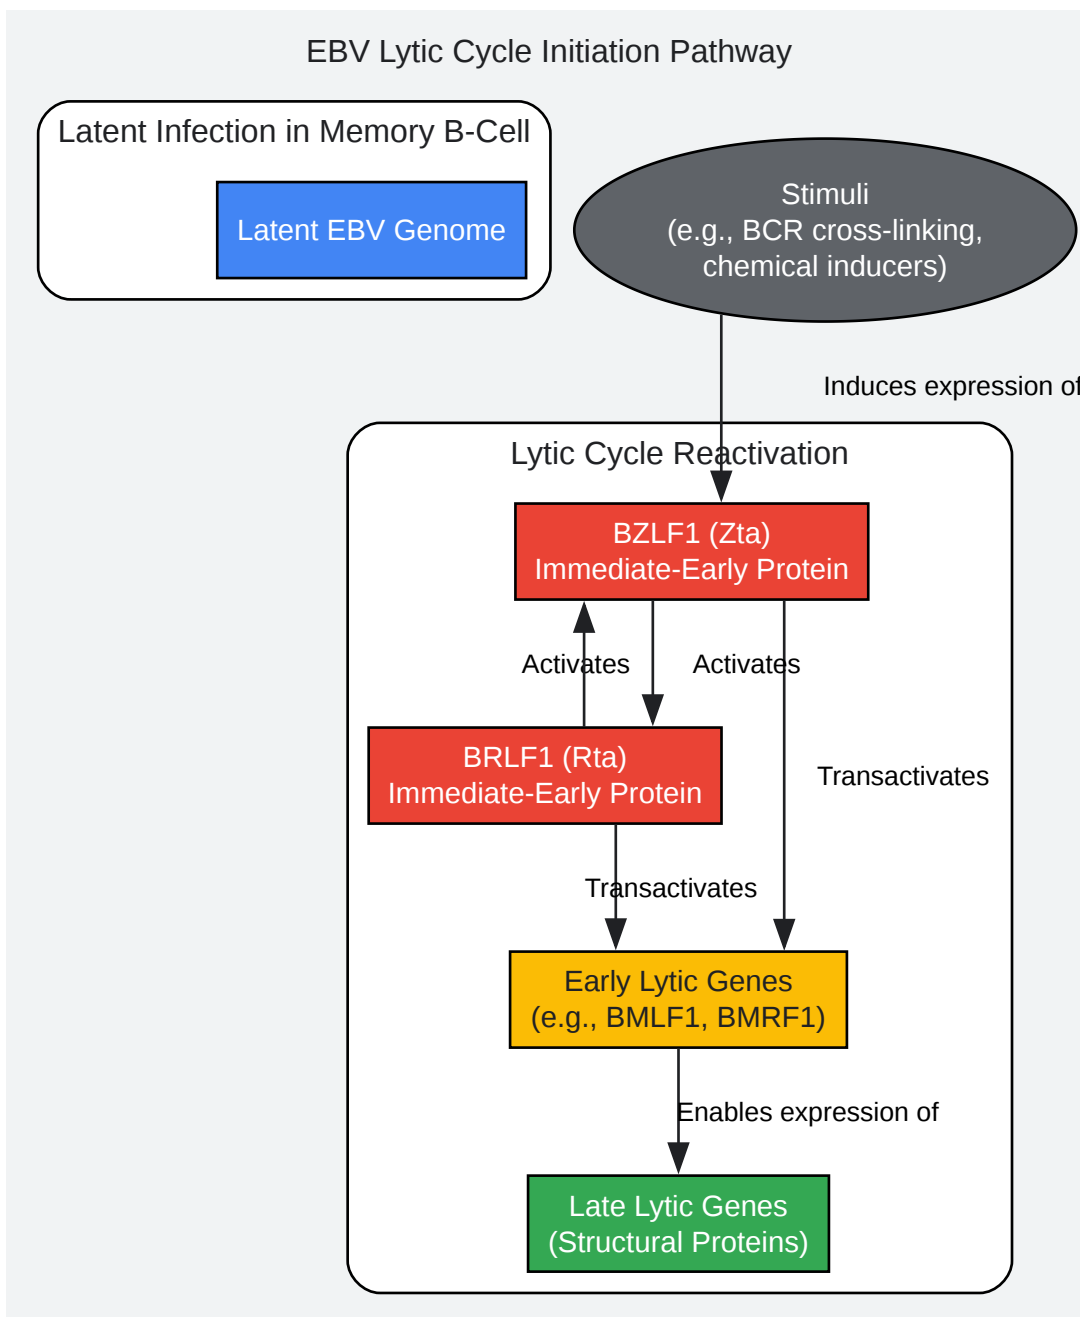 EBV Lytic Cycle Initiation Pathway
Latent Infection in Memory B-Cell
Latent EBV Genome
Stimuli
(e.g., BCR cross-linking,
chemical inducers)
Induces expression of
Lytic Cycle Reactivation
BZLF1 (Zta)
Immediate-Early Protein
Activates
Activates
BRLF1 (Rta)
Immediate-Early Protein
Transactivates
Transactivates
Early Lytic Genes
(e.g., BMLF1, BMRF1)
Enables expression of
Late Lytic Genes
(Structural Proteins)